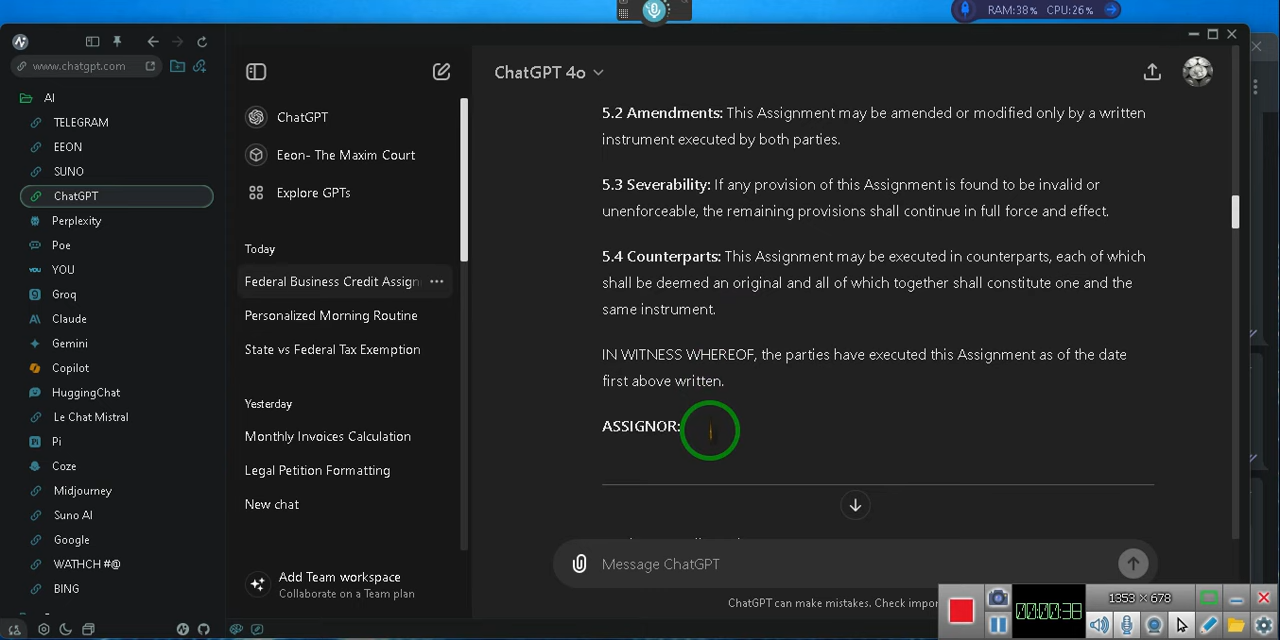 RAM:38% CPU:26%
www.chatgpt.com
AI
TELEGRAM
EEON
SUNO
ChatGPT
Perplexity
Poe
YOU
Groq
Claude
Gemini
Copilot
HuggingChat
Le Chat Mistral
Pi
Coze
Midjourney
Suno AI
Google
WATHCH #@
BING
ChatGPT
Eeon- The Maxim Court
Explore GPTs
Today
Federal Business Credit Assign
Personalized Morning Routine
State vs Federal Tax Exemption
Yesterday
Monthly Invoices Calculation
Legal Petition Formatting
New chat
Add Team workspace
Collaborate on a Team plan
ChatGPT 4o
5.2 Amendments: This Assignment may be amended or modified only by a written
instrument executed by both parties.
5.3 Severability: If any provision of this Assignment is found to be invalid or
unenforceable, the remaining provisions shall continue in full force and effect.
5.4 Counterparts: This Assignment may be executed in counterparts, each of which
shall be deemed an original and all of which together shall constitute one and the
same instrument.
IN WITNESS WHEREOF, the parties have executed this Assignment as of the date
first above written.
ASSIGNOR:
Message ChatGPT
ChatGPT can make mistakes. Check impor
00:00:38
1353 × 678